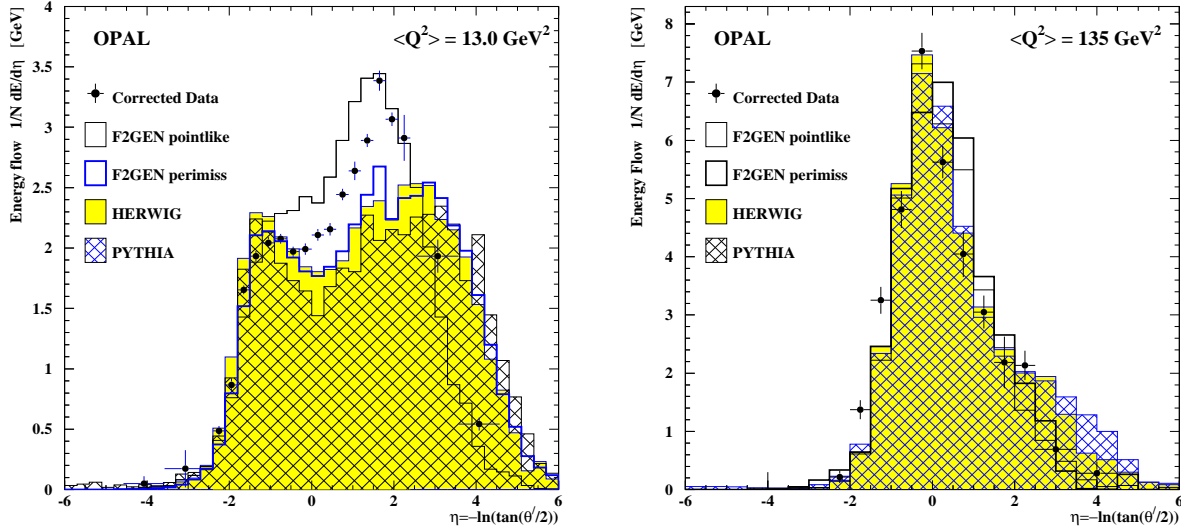 OPAL
<Q²> = 13.0 GeV²
Energy flow 1/N dE/dη [GeV]
Corrected Data
F2GEN pointlike
F2GEN perimiss
HERWIG
PYTHIA
4
3.5
3
2.5
2
1.5
1
0.5
0
-6 -4 -2 0 2 4 6
η=−ln(tan(θ′/2))
OPAL
<Q²> = 135 GeV²
Energy Flow 1/N dE/dη [GeV]
Corrected Data
F2GEN pointlike
F2GEN perimiss
HERWIG
PYTHIA
8
7
6
5
4
3
2
1
0
-6 -4 -2 0 2 4 6
η=−ln(tan(θ′/2))